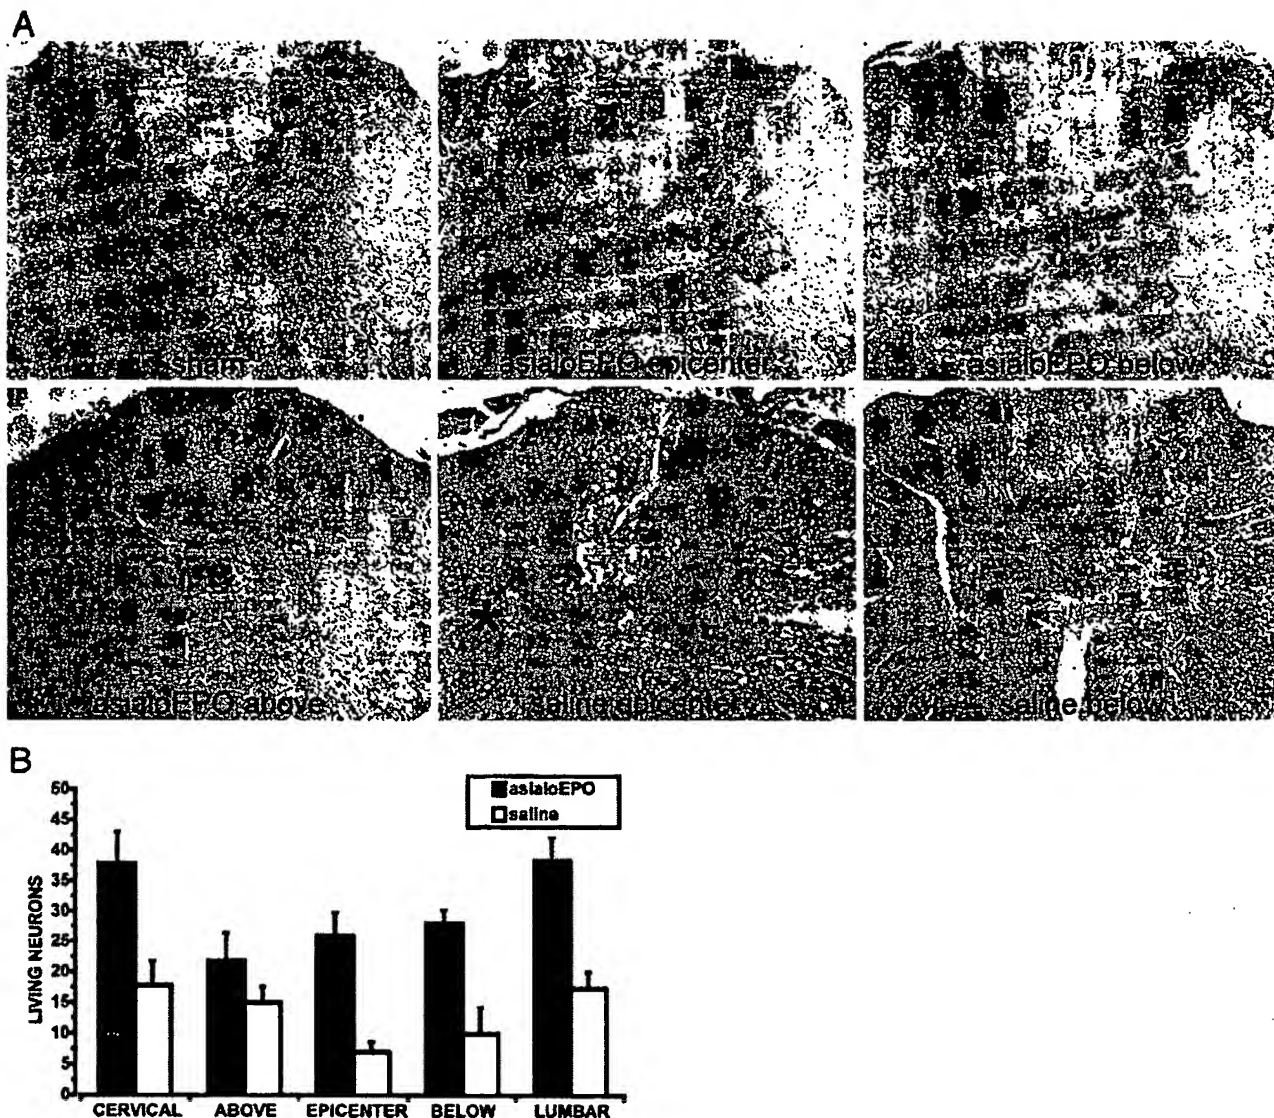 A
sham
asialoEPO epicenter
asialoEPO below
asialoEPO above
saline epicenter
saline below
B
asialoEPO
saline
LIVING NEURONS
50
45
40
35
30
25
20
15
10
5
0
CERVICAL ABOVE EPICENTER BELOW LUMBAR